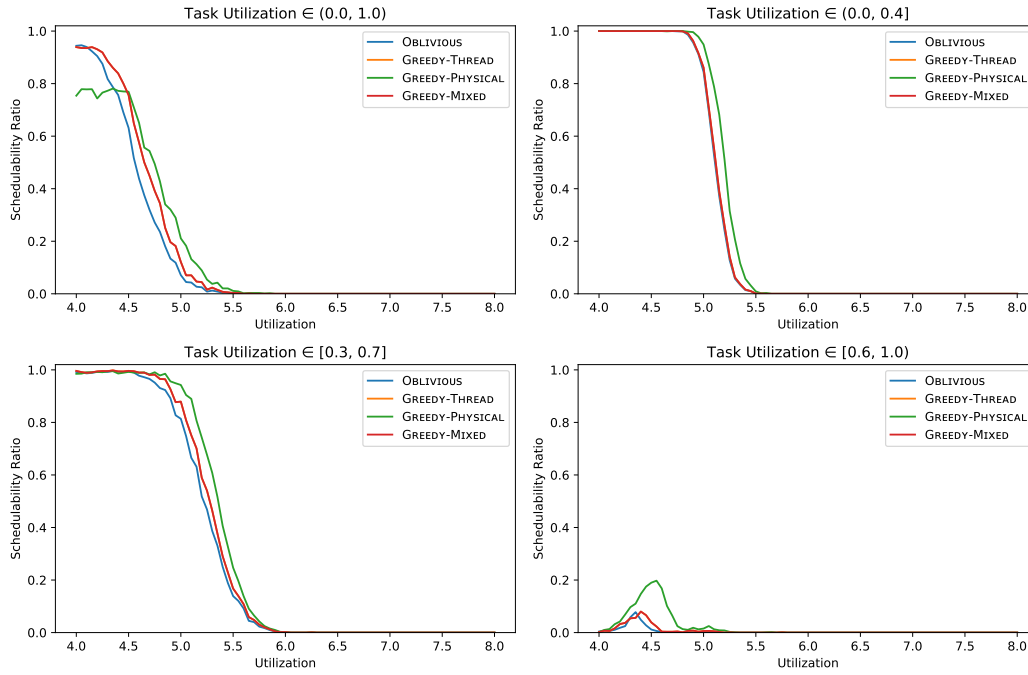 Task Utilization ∈ (0.0, 1.0)
Schedulability Ratio
1.0
0.8
0.6
0.4
0.2
0.0
4.0 4.5 5.0 5.5 6.0 6.5 7.0 7.5 8.0
Utilization
Oblivious
Greedy-Thread
Greedy-Physical
Greedy-Mixed
Task Utilization ∈ (0.0, 0.4]
Schedulability Ratio
1.0
0.8
0.6
0.4
0.2
0.0
4.0 4.5 5.0 5.5 6.0 6.5 7.0 7.5 8.0
Utilization
Oblivious
Greedy-Thread
Greedy-Physical
Greedy-Mixed
Task Utilization ∈ [0.3, 0.7]
Schedulability Ratio
1.0
0.8
0.6
0.4
0.2
0.0
4.0 4.5 5.0 5.5 6.0 6.5 7.0 7.5 8.0
Utilization
Oblivious
Greedy-Thread
Greedy-Physical
Greedy-Mixed
Task Utilization ∈ [0.6, 1.0)
Schedulability Ratio
1.0
0.8
0.6
0.4
0.2
0.0
4.0 4.5 5.0 5.5 6.0 6.5 7.0 7.5 8.0
Utilization
Oblivious
Greedy-Thread
Greedy-Physical
Greedy-Mixed